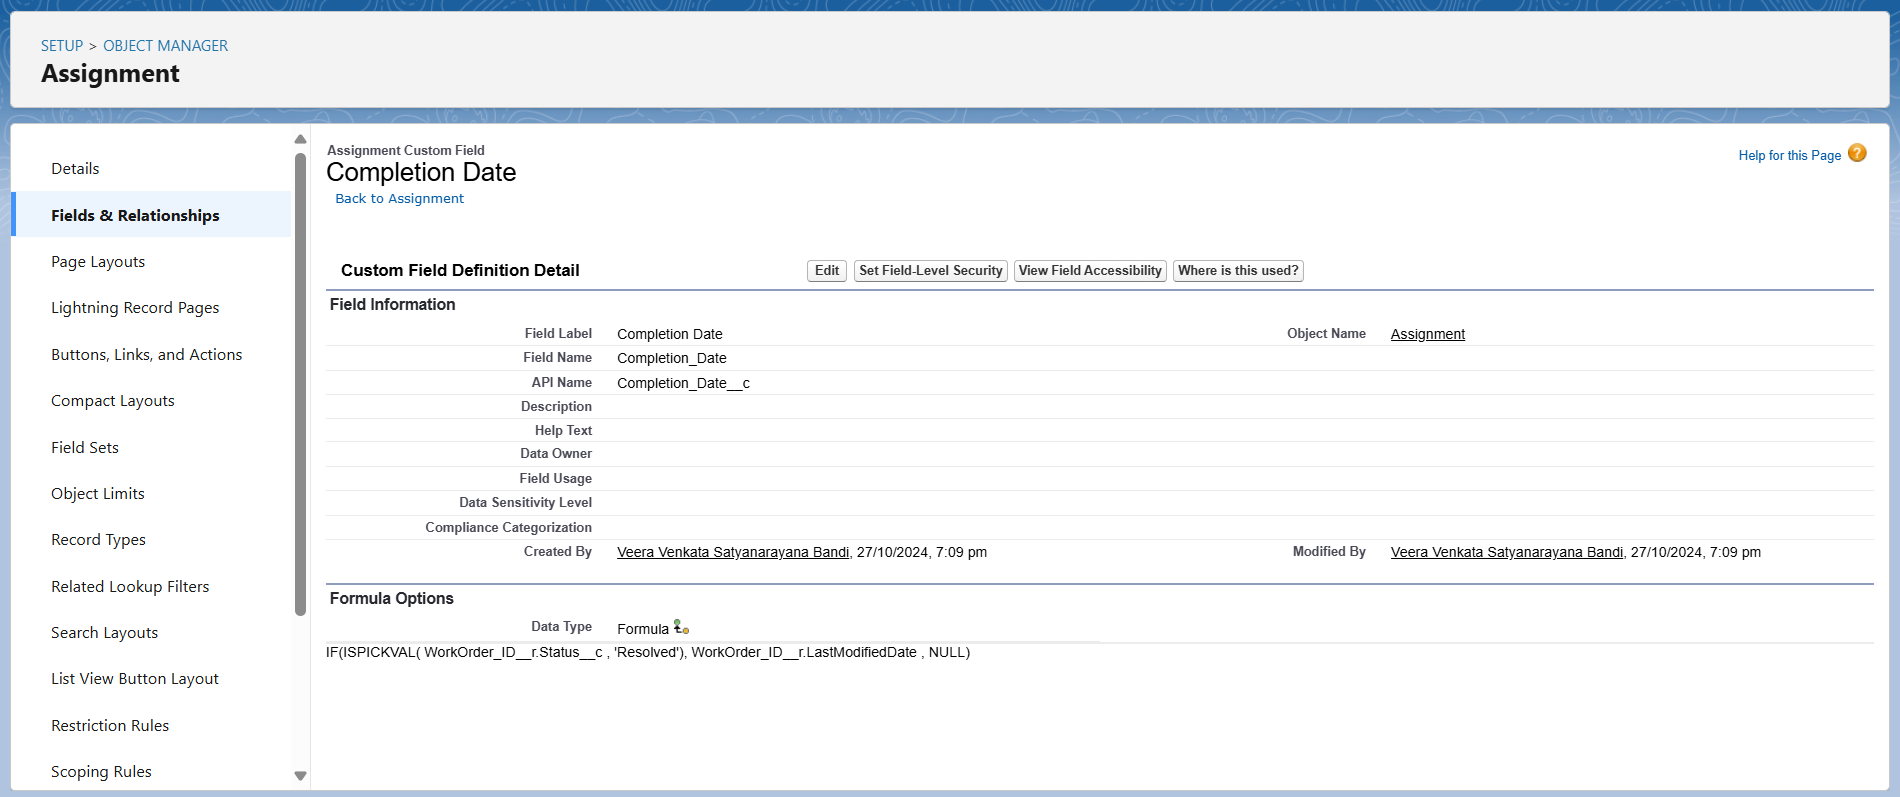 SETUP > OBJECT MANAGER
Assignment
Details
Fields & Relationships
Page Layouts
Lightning Record Pages
Buttons, Links, and Actions
Compact Layouts
Field Sets
Object Limits
Record Types
Related Lookup Filters
Search Layouts
List View Button Layout
Restriction Rules
Scoping Rules
Assignment Custom Field
Completion Date
Back to Assignment
Help for this Page ?
Custom Field Definition Detail Edit Set Field-Level Security View Field Accessibility Where is this used?
Field Information
Field Label Completion Date Object Name Assignment
Field Name Completion_Date
API Name Completion_Date__c
Description
Help Text
Data Owner
Field Usage
Data Sensitivity Level
Compliance Categorization
Created By Veera Venkata Satyanarayana Bandi, 27/10/2024, 7:09 pm Modified By Veera Venkata Satyanarayana Bandi, 27/10/2024, 7:09 pm
Formula Options
Data Type Formula
IF(ISPICKVAL( WorkOrder_ID__r.Status__c , 'Resolved'), WorkOrder_ID__r.LastModifiedDate , NULL)